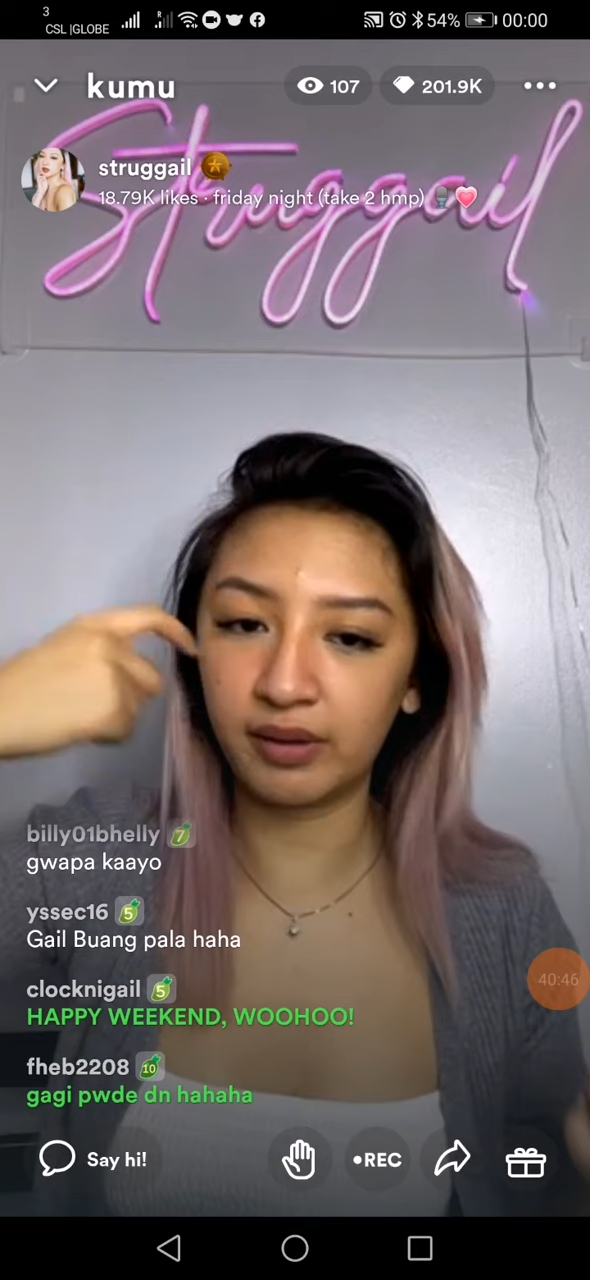 3
CSL |GLOBE
R
54%
00:00
kumu
107
201.9K
Struggail
struggail
18.79K likes · friday night (take 2 hmp)
billy01bhelly 7
gwapa kaayo
yssec16 5
Gail Buang pala haha
40:46
clocknigail 5
HAPPY WEEKEND, WOOHOO!
fheb2208 10
gagi pwde dn hahaha
Say hi!
•REC